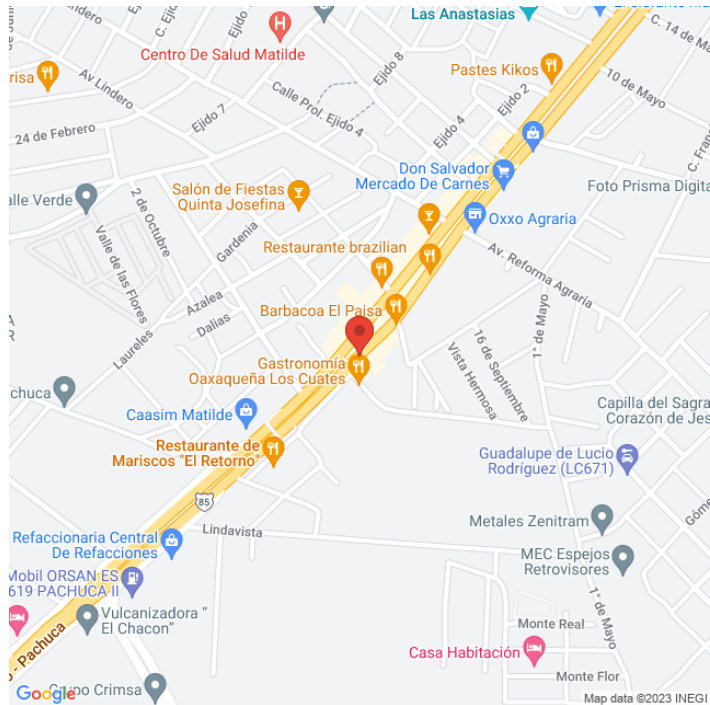 Las Anastasias
C. 14 de Mayo
Centro De Salud Matilde
Av Lindero
Ejido 8
Pastes Kikos
Ejido 2
10 de Mayo
Ejido 7
Calle Prol. Ejido 4
Ejido 4
24 de Febrero
Don Salvador
Mercado De Carnes
Foto Prisma Digita
Valle Verde
2 de Octubre
Salón de Fiestas
Quinta Josefina
Oxxo Agraria
Gardenia
Valle de las Flores
Restaurante brazilian
Av. Reforma Agraria
Azalea
Dalias
Laureles
Barbacoa El Paisa
1° de Mayo
16 de Septiembre
Vista Hermosa
Gastronomía
Oaxaqueña Los Cuates
achuca
Caasim Matilde
Capilla del Sagra
Corazón de Jes
Restaurante de
Mariscos "El Retorno"
Guadalupe de Lucio
Rodríguez (LC671)
85
Lindavista
Metales Zenitram
Góme
Refaccionaria Central
De Refacciones
MEC Espejos
Retrovisores
Mobil ORSAN ES
619 PACHUCA II
1° de Mayo
Vulcanizadora "
El Chacon"
Monte Real
o - Pachuca
Casa Habitación
Monte Flor
Grupo Crimsa
Google
Map data ©2023 INEGI